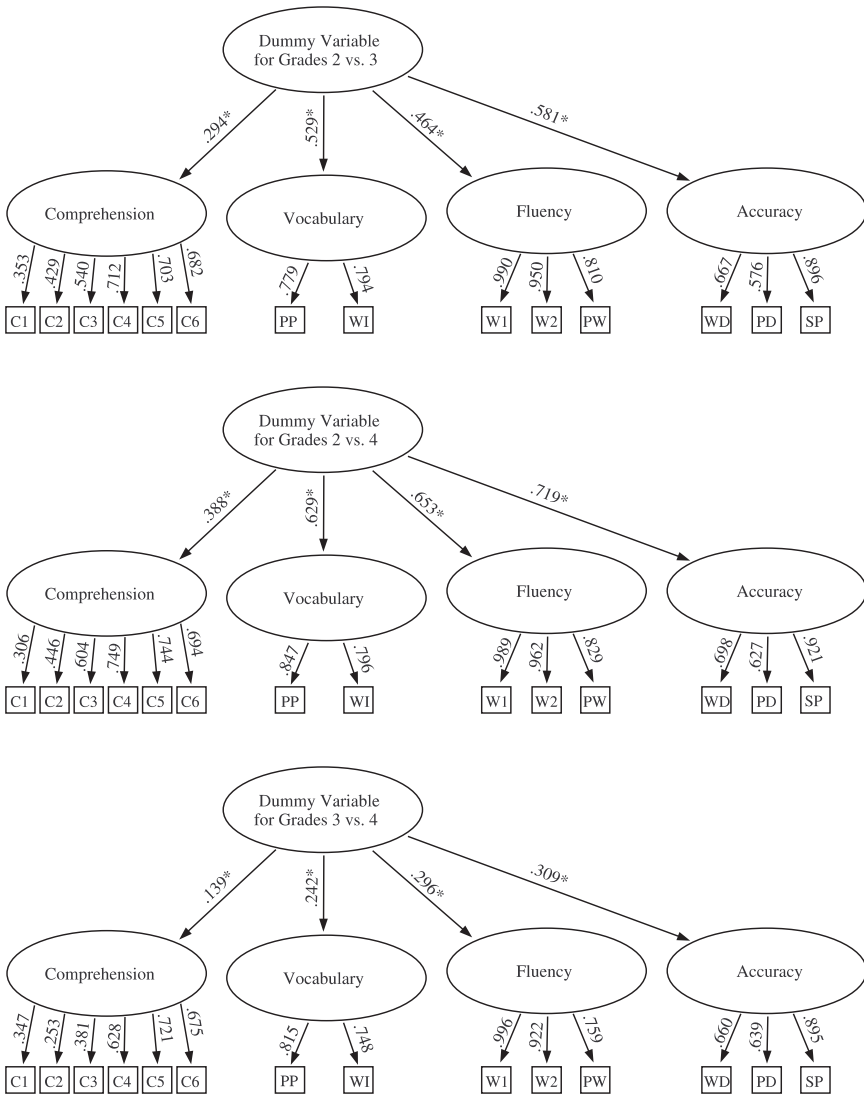 Dummy Variable
for Grades 2 vs. 3
.294*
.529*
.464*
.581*
Comprehension
Vocabulary
Fluency
Accuracy
.353
.429
.540
.712
.703
.682
.779
.794
.990
.950
.810
.667
.576
.896
C1 C2 C3 C4 C5 C6
PP WI
W1 W2 PW
WD PD SP
Dummy Variable
for Grades 2 vs. 4
.388*
.629*
.653*
.719*
Comprehension
Vocabulary
Fluency
Accuracy
.306
.446
.604
.749
.744
.694
.847
.796
.989
.962
.829
.698
.627
.921
C1 C2 C3 C4 C5 C6
PP WI
W1 W2 PW
WD PD SP
Dummy Variable
for Grades 3 vs. 4
.139*
.242*
.296*
.309*
Comprehension
Vocabulary
Fluency
Accuracy
.347
.253
.381
.628
.721
.675
.815
.748
.996
.922
.759
.660
.639
.895
C1 C2 C3 C4 C5 C6
PP WI
W1 W2 PW
WD PD SP